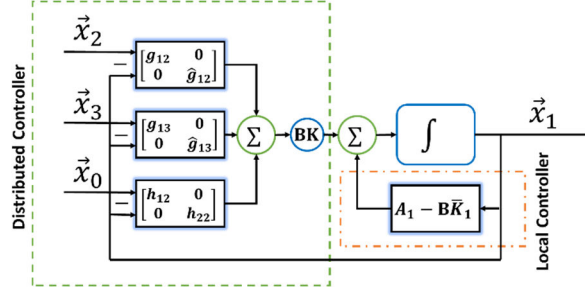 Distributed Controller
x⃗₂
−
[g₁₂ 0
0 ĝ₁₂]
x⃗₃
−
[g₁₃ 0
0 ĝ₁₃]
x⃗₀
−
[h₁₂ 0
0 h₂₂]
Σ
BK
Σ
∫
x⃗₁
A₁ − BK̅₁
Local Controller